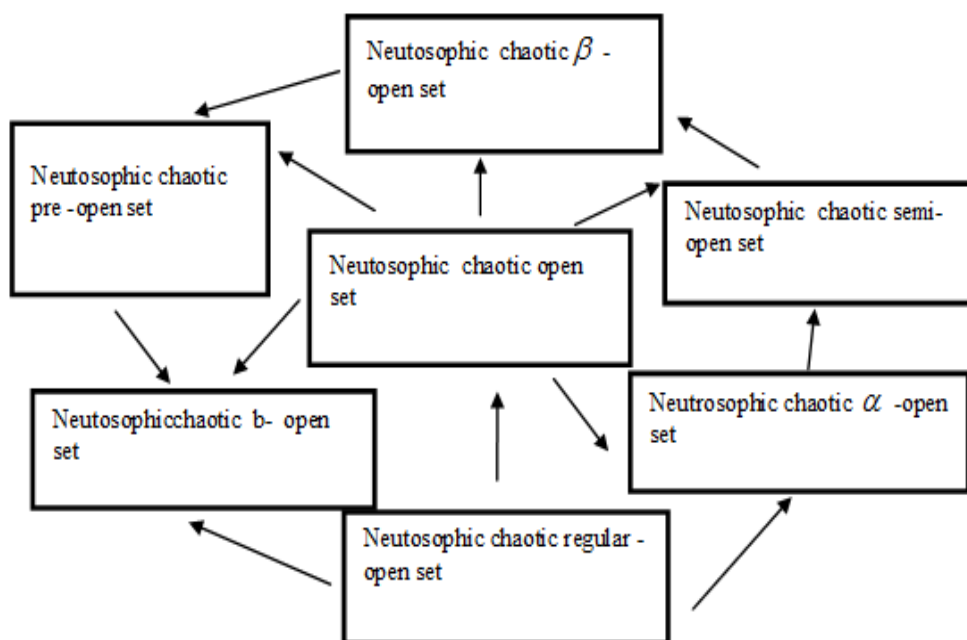 Neutosophic chaotic β -
open set
Neutosophic chaotic
pre -open set
Neutosophic chaotic semi-
open set
Neutosophic chaotic open
set
Neutosophicchaotic b- open
set
Neutrosophic chaotic α -open
set
Neutosophic chaotic regular -
open set